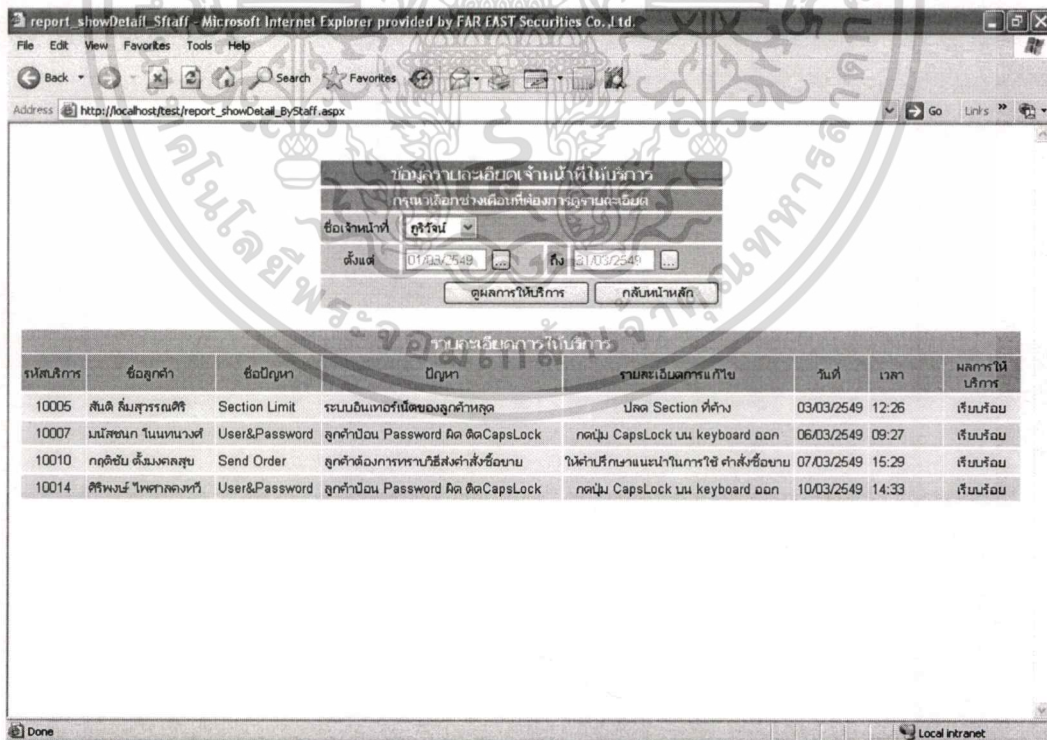 report_showDetail_Sftaff - Microsoft Internet Explorer provided by FAR EAST Securities Co.,Ltd.
File Edit View Favorites Tools Help
Back Search Favorites
Address http://localhost/test/report_showDetail_ByStaff.aspx Go Links
ข้อมูลรายละเอียดเจ้าหน้าที่ให้บริการ
กรุณาเลือกช่วงเดือนที่ต้องการดูรายละเอียด
ชื่อเจ้าหน้าที่ ภูริวัจน์
ตั้งแต่ 01/03/2549 ... ถึง 31/03/2549 ...
ดูผลการให้บริการ กลับหน้าหลัก
รายละเอียดการให้บริการ
รหัสบริการ ชื่อลูกค้า ชื่อปัญหา ปัญหา รายละเอียดการแก้ไข วันที่ เวลา ผลการให้บริการ
10005 สันติ ลิ่มสุวรรณศิริ Section Limit ระบบอินเทอร์เน็ตของลูกค้าหลุด ปลด Section ที่ค้าง 03/03/2549 12:26 เรียบร้อย
10007 มนัสชนก โนนทนวงศ์ User&Password ลูกค้าป้อน Password ผิด ติดCapsLock กดปุ่ม CapsLock บน keyboard ออก 06/03/2549 09:27 เรียบร้อย
10010 กฤติชัย ตั้งมงคลสุข Send Order ลูกค้าต้องการทราบวิธีส่งคำสั่งซื้อขาย ให้คำปรึกษาแนะนำในการใช้ คำสั่งซื้อขาย 07/03/2549 15:29 เรียบร้อย
10014 ศิริพงษ์ ไพศาลดงทวี User&Password ลูกค้าป้อน Password ผิด ติดCapsLock กดปุ่ม CapsLock บน keyboard ออก 10/03/2549 14:33 เรียบร้อย
Done Local intranet